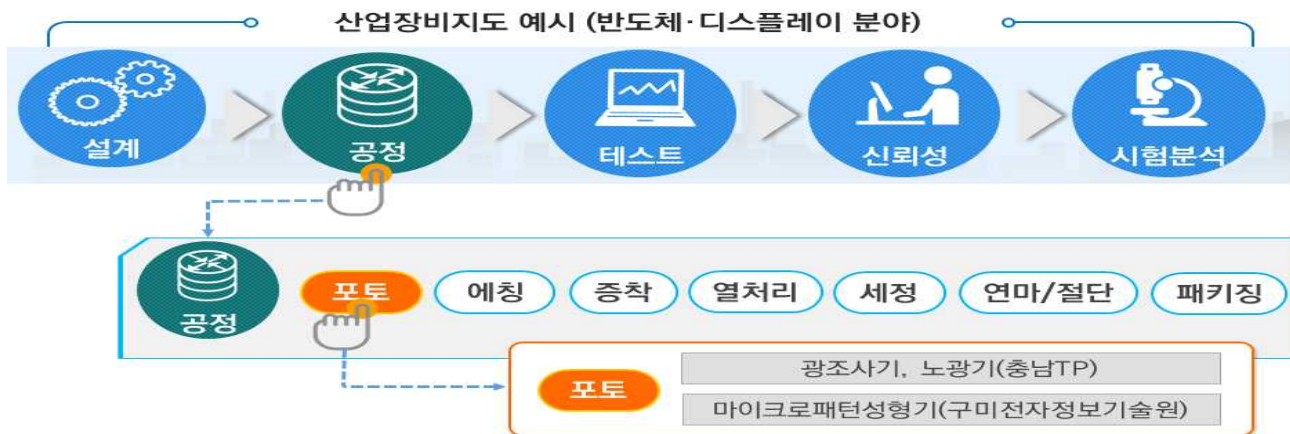 산업장비지도 예시 (반도체·디스플레이 분야)
설계
공정
테스트
신뢰성
시험분석
공정
포토
에칭
증착
열처리
세정
연마/절단
패키징
포토
광조사기, 노광기(충남TP)
마이크로패턴성형기(구미전자정보기술원)